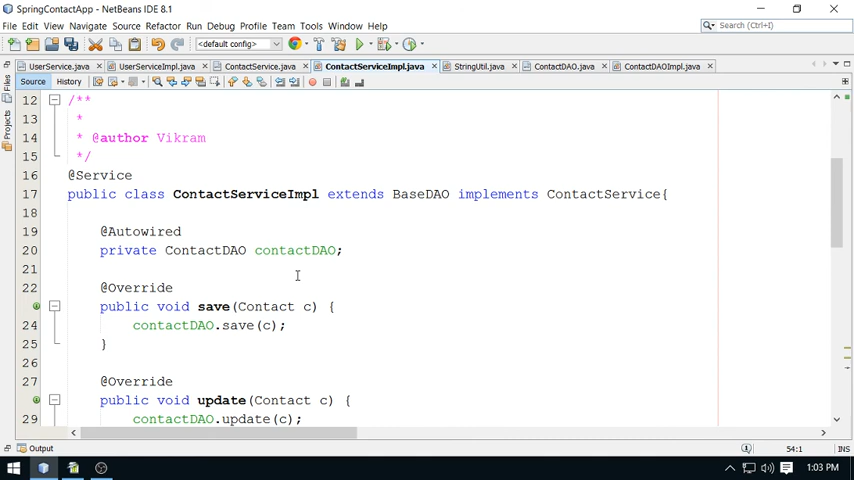 SpringContactApp - NetBeans IDE 8.1
File Edit View Navigate Source Refactor Run Debug Profile Team Tools Window Help
Search (Ctrl+I)
<default config>
UserService.java UserServiceImpl.java ContactService.java ContactServiceImpl.java StringUtil.java ContactDAO.java ContactDAOImpl.java
Source History
Files
Projects
12 /**
13 *
14 * @author Vikram
15 */
16 @Service
17 public class ContactServiceImpl extends BaseDAO implements ContactService{
18
19 @Autowired
20 private ContactDAO contactDAO;
21
22 @Override
public void save(Contact c) {
24 contactDAO.save(c);
25 }
26
27 @Override
public void update(Contact c) {
29 contactDAO.update(c);
Output
54:1 INS
1:03 PM